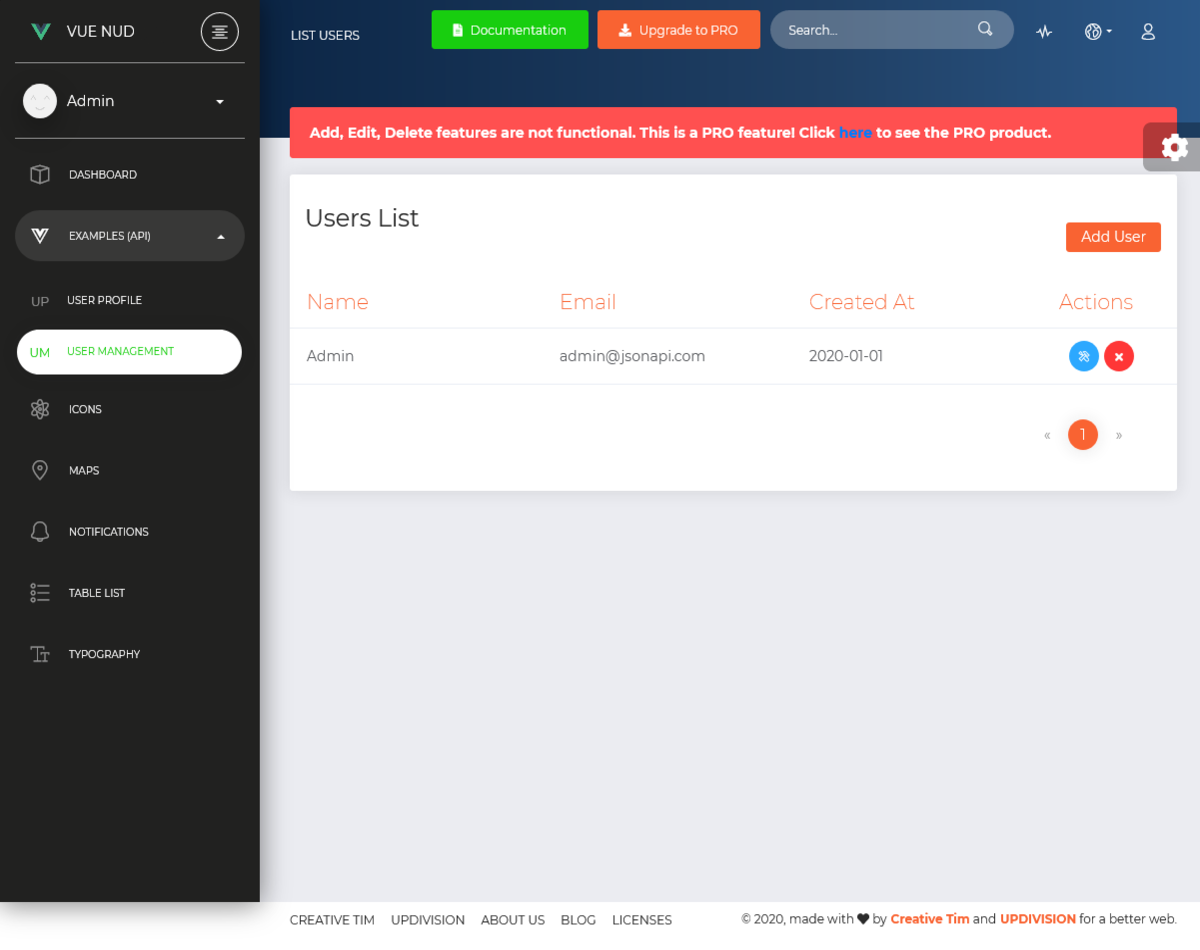 VUE NUD
Admin
DASHBOARD
EXAMPLES (API)
UP USER PROFILE
UM USER MANAGEMENT
ICONS
MAPS
NOTIFICATIONS
TABLE LIST
TYPOGRAPHY
LIST USERS
Documentation
Upgrade to PRO
Search...
Add, Edit, Delete features are not functional. This is a PRO feature! Click here to see the PRO product.
Users List
Add User
Name Email Created At Actions
Admin admin@jsonapi.com 2020-01-01
« 1 »
CREATIVE TIM UPDIVISION ABOUT US BLOG LICENSES
© 2020, made with ❤ by Creative Tim and UPDIVISION for a better web.